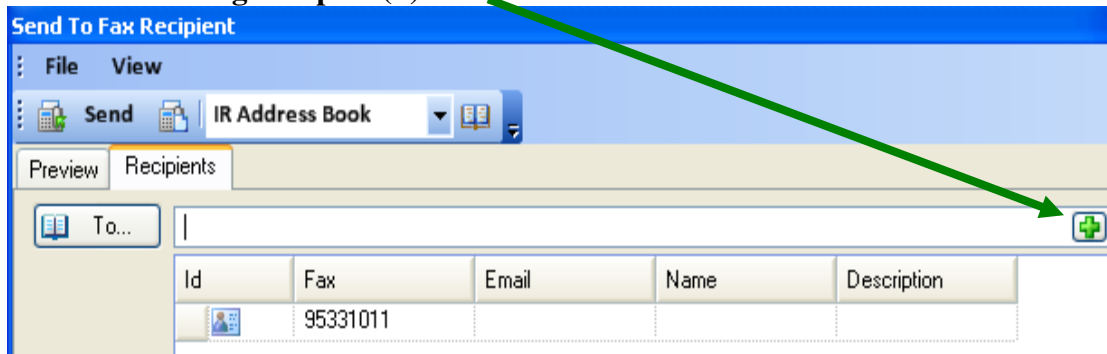 Send To Fax Recipient
File View
Send IR Address Book
Preview Recipients
To...
Id Fax Email Name Description
95331011